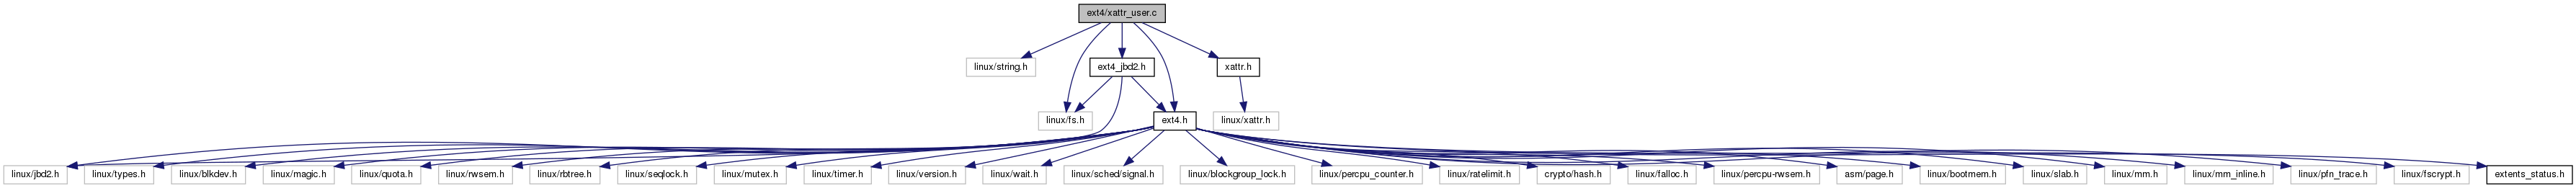 ext4/xattr_user.c
linux/string.h
ext4_jbd2.h
xattr.h
linux/fs.h
ext4.h
linux/xattr.h
linux/jbd2.h
linux/types.h
linux/blkdev.h
linux/magic.h
linux/quota.h
linux/rwsem.h
linux/rbtree.h
linux/seqlock.h
linux/mutex.h
linux/timer.h
linux/version.h
linux/wait.h
linux/sched/signal.h
linux/blockgroup_lock.h
linux/percpu_counter.h
linux/ratelimit.h
crypto/hash.h
linux/falloc.h
linux/percpu-rwsem.h
asm/page.h
linux/bootmem.h
linux/slab.h
linux/mm.h
linux/mm_inline.h
linux/pfn_trace.h
linux/fscrypt.h
extents_status.h